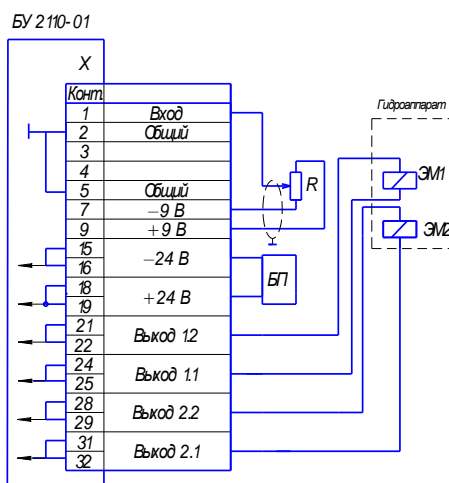 БУ 2110-01
X
Конт.
1 Вход
2 Общий
3
4
5 Общий
7 −9 В
9 +9 В
15
16
−24 В
18
19
+24 В
21
22
Выход 1.2
24
25
Выход 1.1
28
29
Выход 2.2
31
32
Выход 2.1
R
БП
Гидроаппарат
ЭМ1
ЭМ2